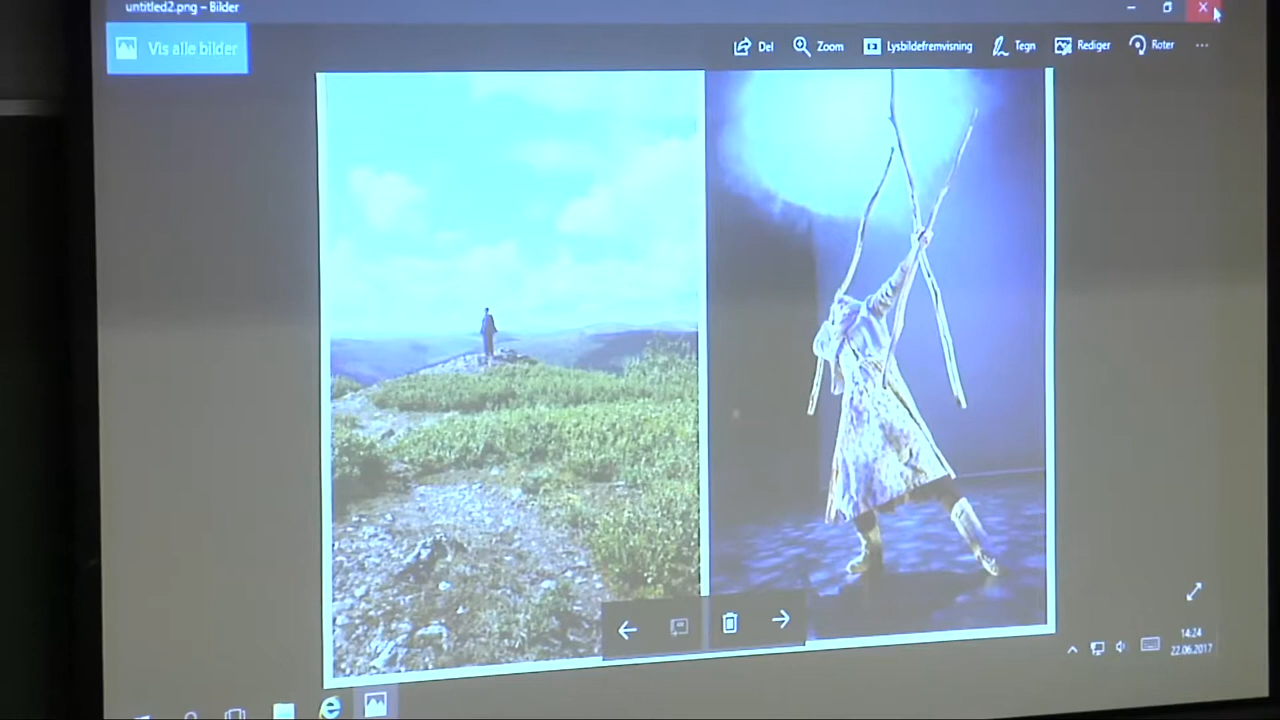 untitled2.png – Bilder
Vis alle bilder
Del
Zoom
Lysbildefremvisning
Tegn
Rediger
Roter
14:24
22.06.2017